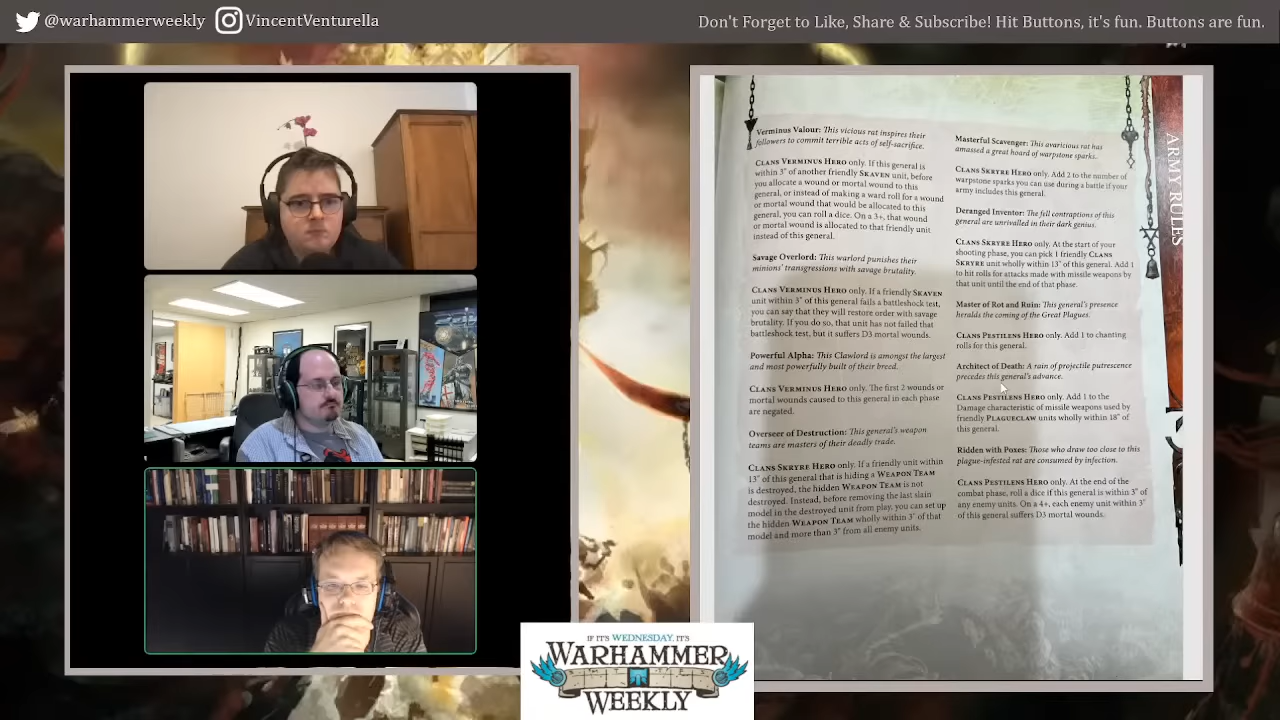 @warhammerweekly VincentVenturella
Don't Forget to Like, Share & Subscribe! Hit Buttons, it's fun. Buttons are fun.
Verminus Valour: This vicious rat inspires their
followers to commit terrible acts of self-sacrifice.
CLANS VERMINUS HERO only. If this general is
within 3" of another friendly SKAVEN unit, before
you allocate a wound or mortal wound to this
general, or instead of making a ward roll for a wound
or mortal wound that would be allocated to this
general, you can roll a dice. On a 3+, that wound
or mortal wound is allocated to that friendly unit
instead of this general.
Savage Overlord: This warlord punishes their
minions' transgressions with savage brutality.
CLANS VERMINUS HERO only. If a friendly SKAVEN
unit within 3" of this general fails a battleshock test,
you can say that they will restore order with savage
brutality. If you do so, that unit has not failed that
battleshock test, but it suffers D3 mortal wounds.
Powerful Alpha: This Clawlord is amongst the largest
and most powerfully built of their breed.
CLANS VERMINUS HERO only. The first 2 wounds or
mortal wounds caused to this general in each phase
are negated.
Overseer of Destruction: This general's weapon
teams are masters of their deadly trade.
CLANS SKRYRE HERO only. If a friendly unit within
13" of this general that is hiding a WEAPON TEAM
is destroyed, the hidden WEAPON TEAM is not
destroyed. Instead, before removing the last slain
model in the destroyed unit from play, you can set up
the hidden WEAPON TEAM wholly within 3" of that
model and more than 3" from all enemy units.
Masterful Scavenger: This avaricious rat has
amassed a great hoard of warpstone sparks.
CLANS SKRYRE HERO only. Add 2 to the number of
warpstone sparks you can use during a battle if your
army includes this general.
Deranged Inventor: The fell contraptions of this
general are unrivalled in their dark genius.
CLANS SKRYRE HERO only. At the start of your
shooting phase, you can pick 1 friendly CLANS
SKRYRE unit wholly within 13" of this general. Add 1
to hit rolls for attacks made with missile weapons by
that unit until the end of that phase.
Master of Rot and Ruin: This general's presence
heralds the coming of the Great Plagues.
CLANS PESTILENS HERO only. Add 1 to chanting
rolls for this general.
Architect of Death: A rain of projectile putrescence
precedes this general's advance.
CLANS PESTILENS HERO only. Add 1 to the
Damage characteristic of missile weapons used by
friendly PLAGUECLAW units wholly within 18" of
this general.
Ridden with Poxes: Those who draw too close to this
plague-infested rat are consumed by infection.
CLANS PESTILENS HERO only. At the end of the
combat phase, roll a dice if this general is within 3" of
any enemy units. On a 4+, each enemy unit within 3"
of this general suffers D3 mortal wounds.
ARMY RULES
IF IT'S WEDNESDAY, IT'S
WARHAMMER
WEEKLY